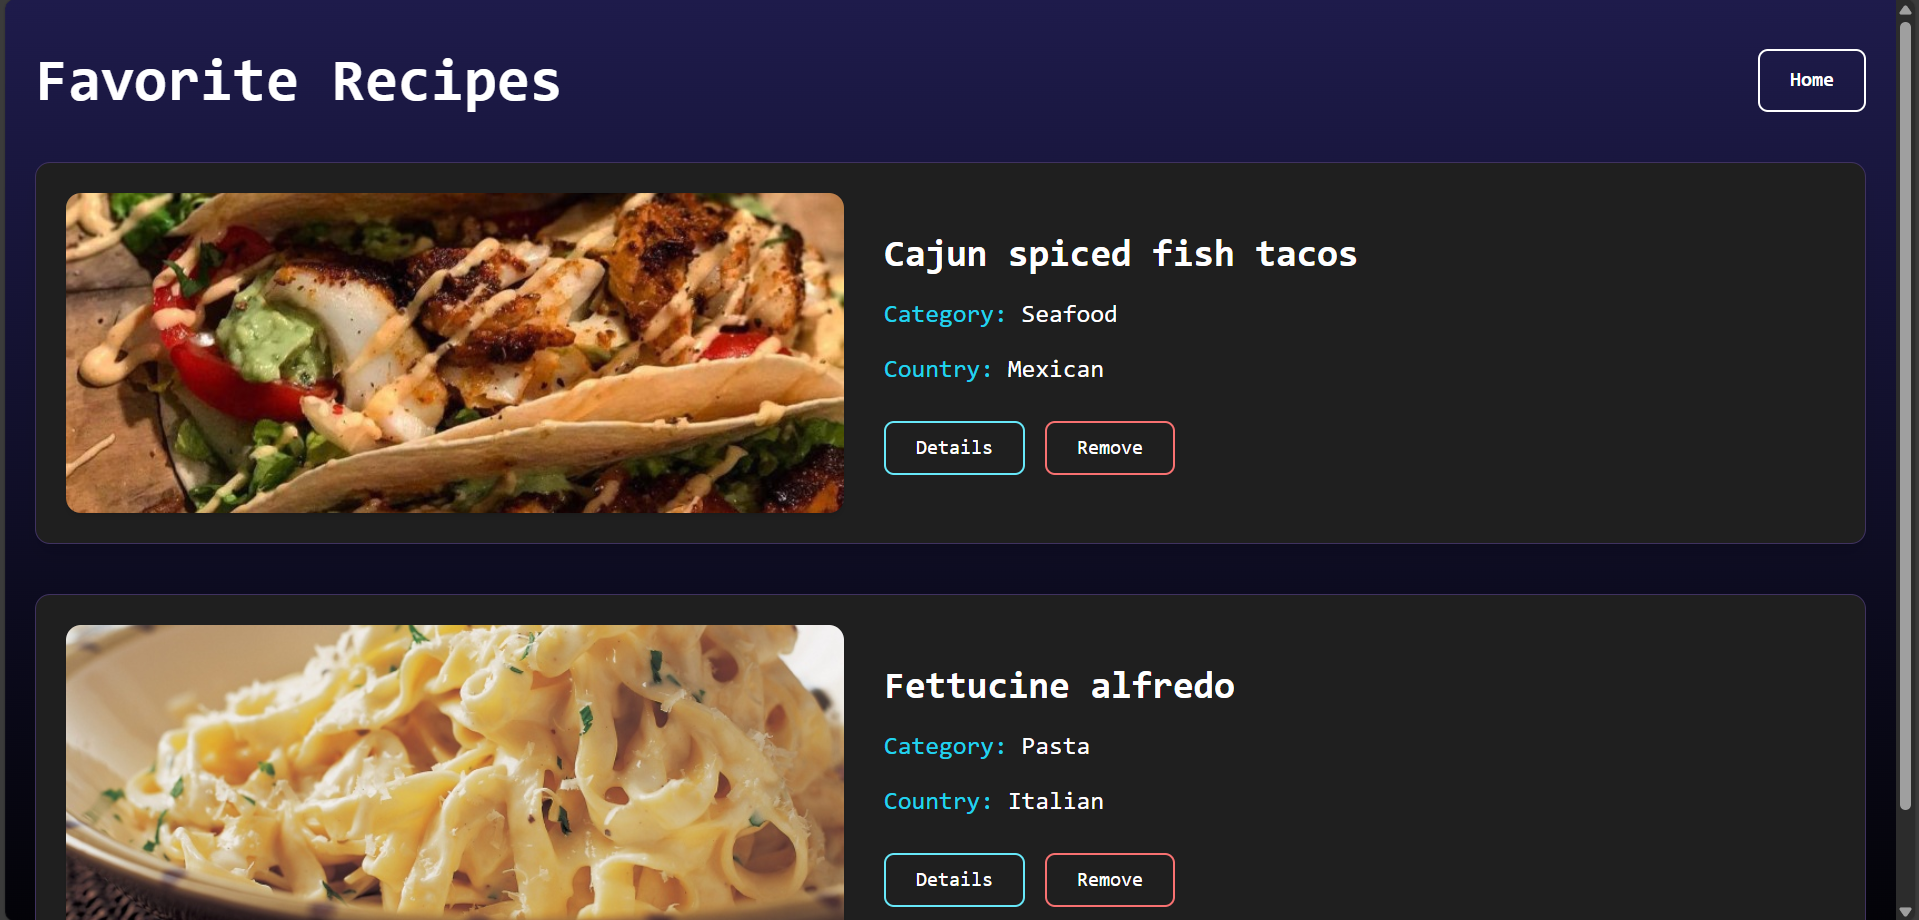 Favorite Recipes
Home
Cajun spiced fish tacos
Category: Seafood
Country: Mexican
Details
Remove
Fettucine alfredo
Category: Pasta
Country: Italian
Details
Remove